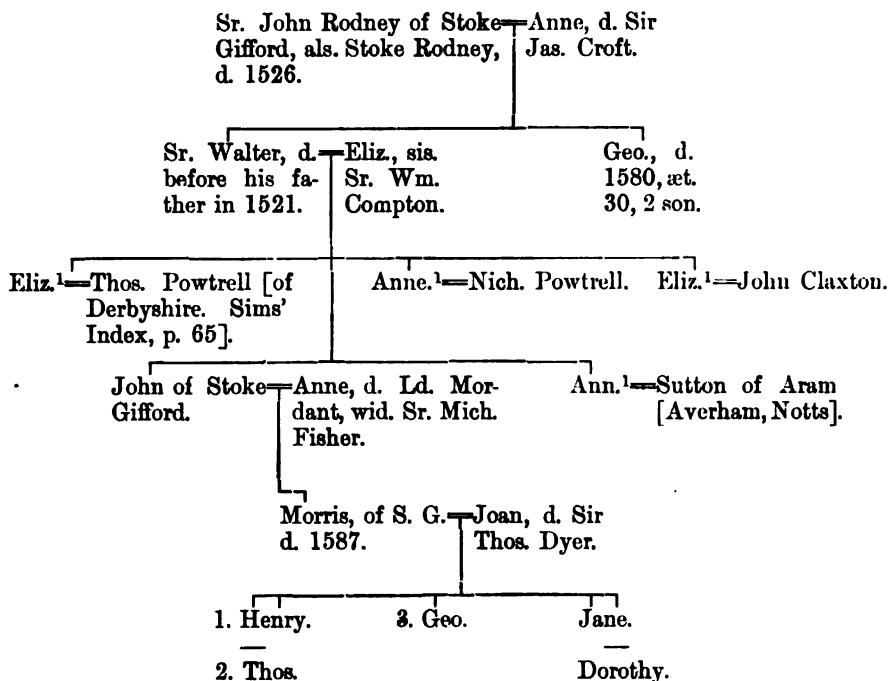 Sr. John Rodney of Stoke═Anne, d. Sir
Gifford, als. Stoke Rodney, Jas. Croft.
d. 1526.
Sr. Walter, d.═Eliz., sis. Geo., d.
before his fa- Sr. Wm. 1580, æt.
ther in 1521. Compton. 30, 2 son.
Eliz.¹═Thos. Powtrell [of Anne.¹═Nich. Powtrell. Eliz.¹═John Claxton.
Derbyshire. Sims'
Index, p. 65].
John of Stoke═Anne, d. Ld. Mor- Ann.¹═Sutton of Aram
Gifford. dant, wid. Sr. Mich. [Averham, Notts].
Fisher.
Morris, of S. G.═Joan, d. Sir
d. 1587. Thos. Dyer.
1. Henry. 3. Geo. Jane.
2. Thos. Dorothy.